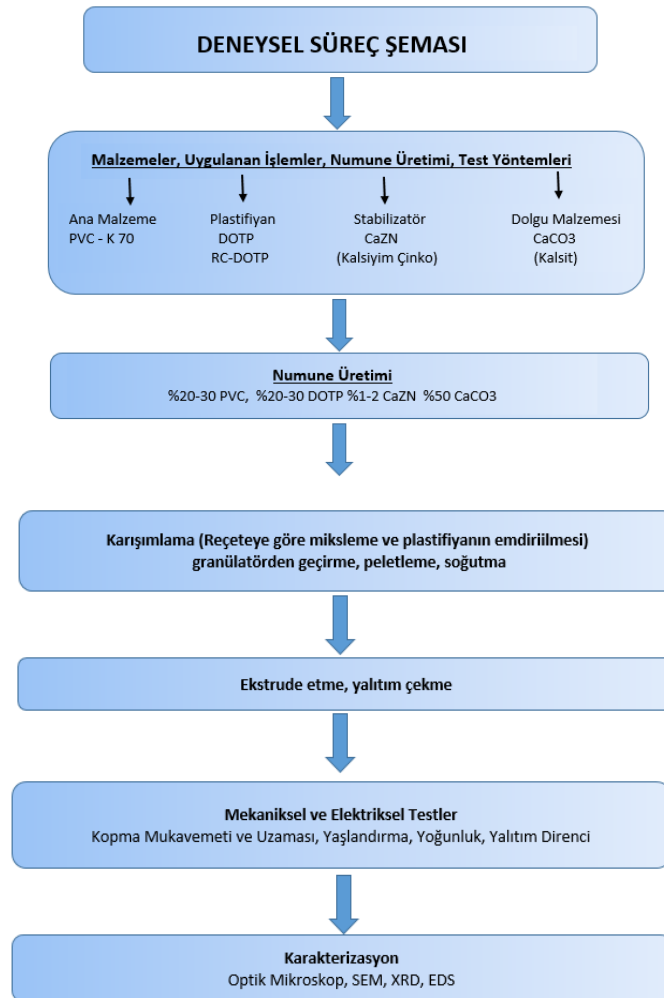 DENEYSEL SÜREÇ ŞEMASI
Malzemeler, Uygulanan İşlemler, Numune Üretimi, Test Yöntemleri
Ana Malzeme
PVC - K 70
Plastifiyan
DOTP
RC-DOTP
Stabilizatör
CaZN
(Kalsiyim Çinko)
Dolgu Malzemesi
CaCO3
(Kalsit)
Numune Üretimi
%20-30 PVC, %20-30 DOTP %1-2 CaZN %50 CaCO3
Karışımlama (Reçeteye göre miksleme ve plastifiyanın emdiriilmesi)
granülatörden geçirme, peletleme, soğutma
Ekstrude etme, yalıtım çekme
Mekaniksel ve Elektriksel Testler
Kopma Mukavemeti ve Uzaması, Yaşlandırma, Yoğunluk, Yalıtım Direnci
Karakterizasyon
Optik Mikroskop, SEM, XRD, EDS